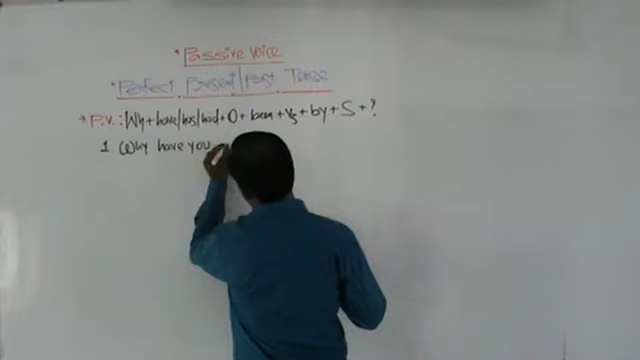 • Passive Voice
• Perfect Present/Past Tense
* P.V. : Wh + have/has/had + O + been + V3 + by + S + ?
1 Why have you